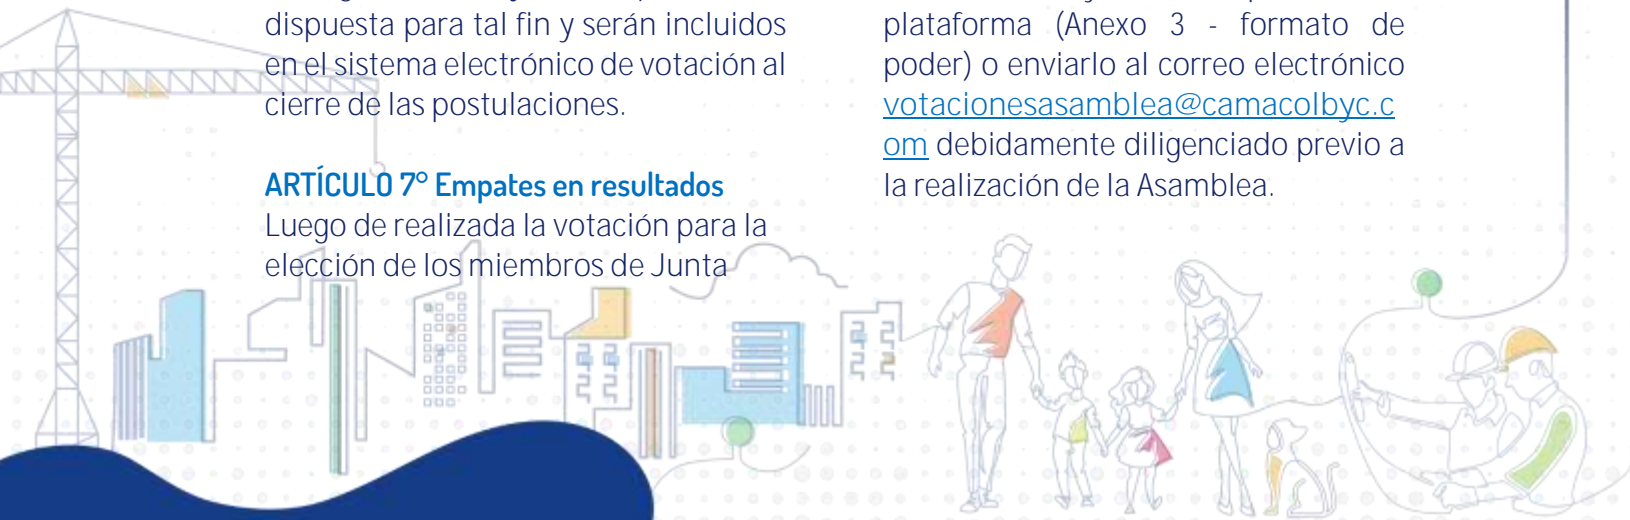 dispuesta para tal fin y serán incluidos
en el sistema electrónico de votación al
cierre de las postulaciones.
ARTÍCULO 7° Empates en resultados
Luego de realizada la votación para la
elección de los miembros de Junta
plataforma (Anexo 3 - formato de
poder) o enviarlo al correo electrónico
votacionesasamblea@camacolbyc.c
om debidamente diligenciado previo a
la realización de la Asamblea.